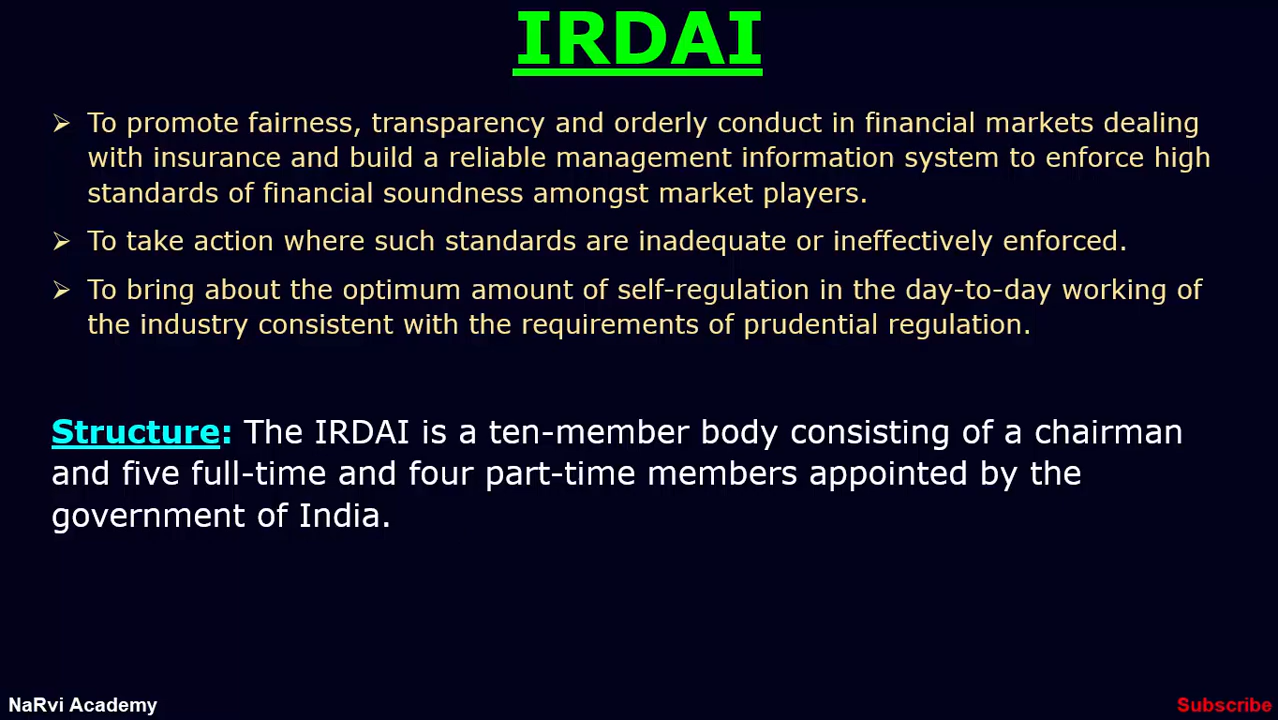 IRDAI
➢ To promote fairness, transparency and orderly conduct in financial markets dealing
with insurance and build a reliable management information system to enforce high
standards of financial soundness amongst market players.
➢ To take action where such standards are inadequate or ineffectively enforced.
➢ To bring about the optimum amount of self-regulation in the day-to-day working of
the industry consistent with the requirements of prudential regulation.
Structure: The IRDAI is a ten-member body consisting of a chairman
and five full-time and four part-time members appointed by the
government of India.
NaRvi Academy
Subscribe